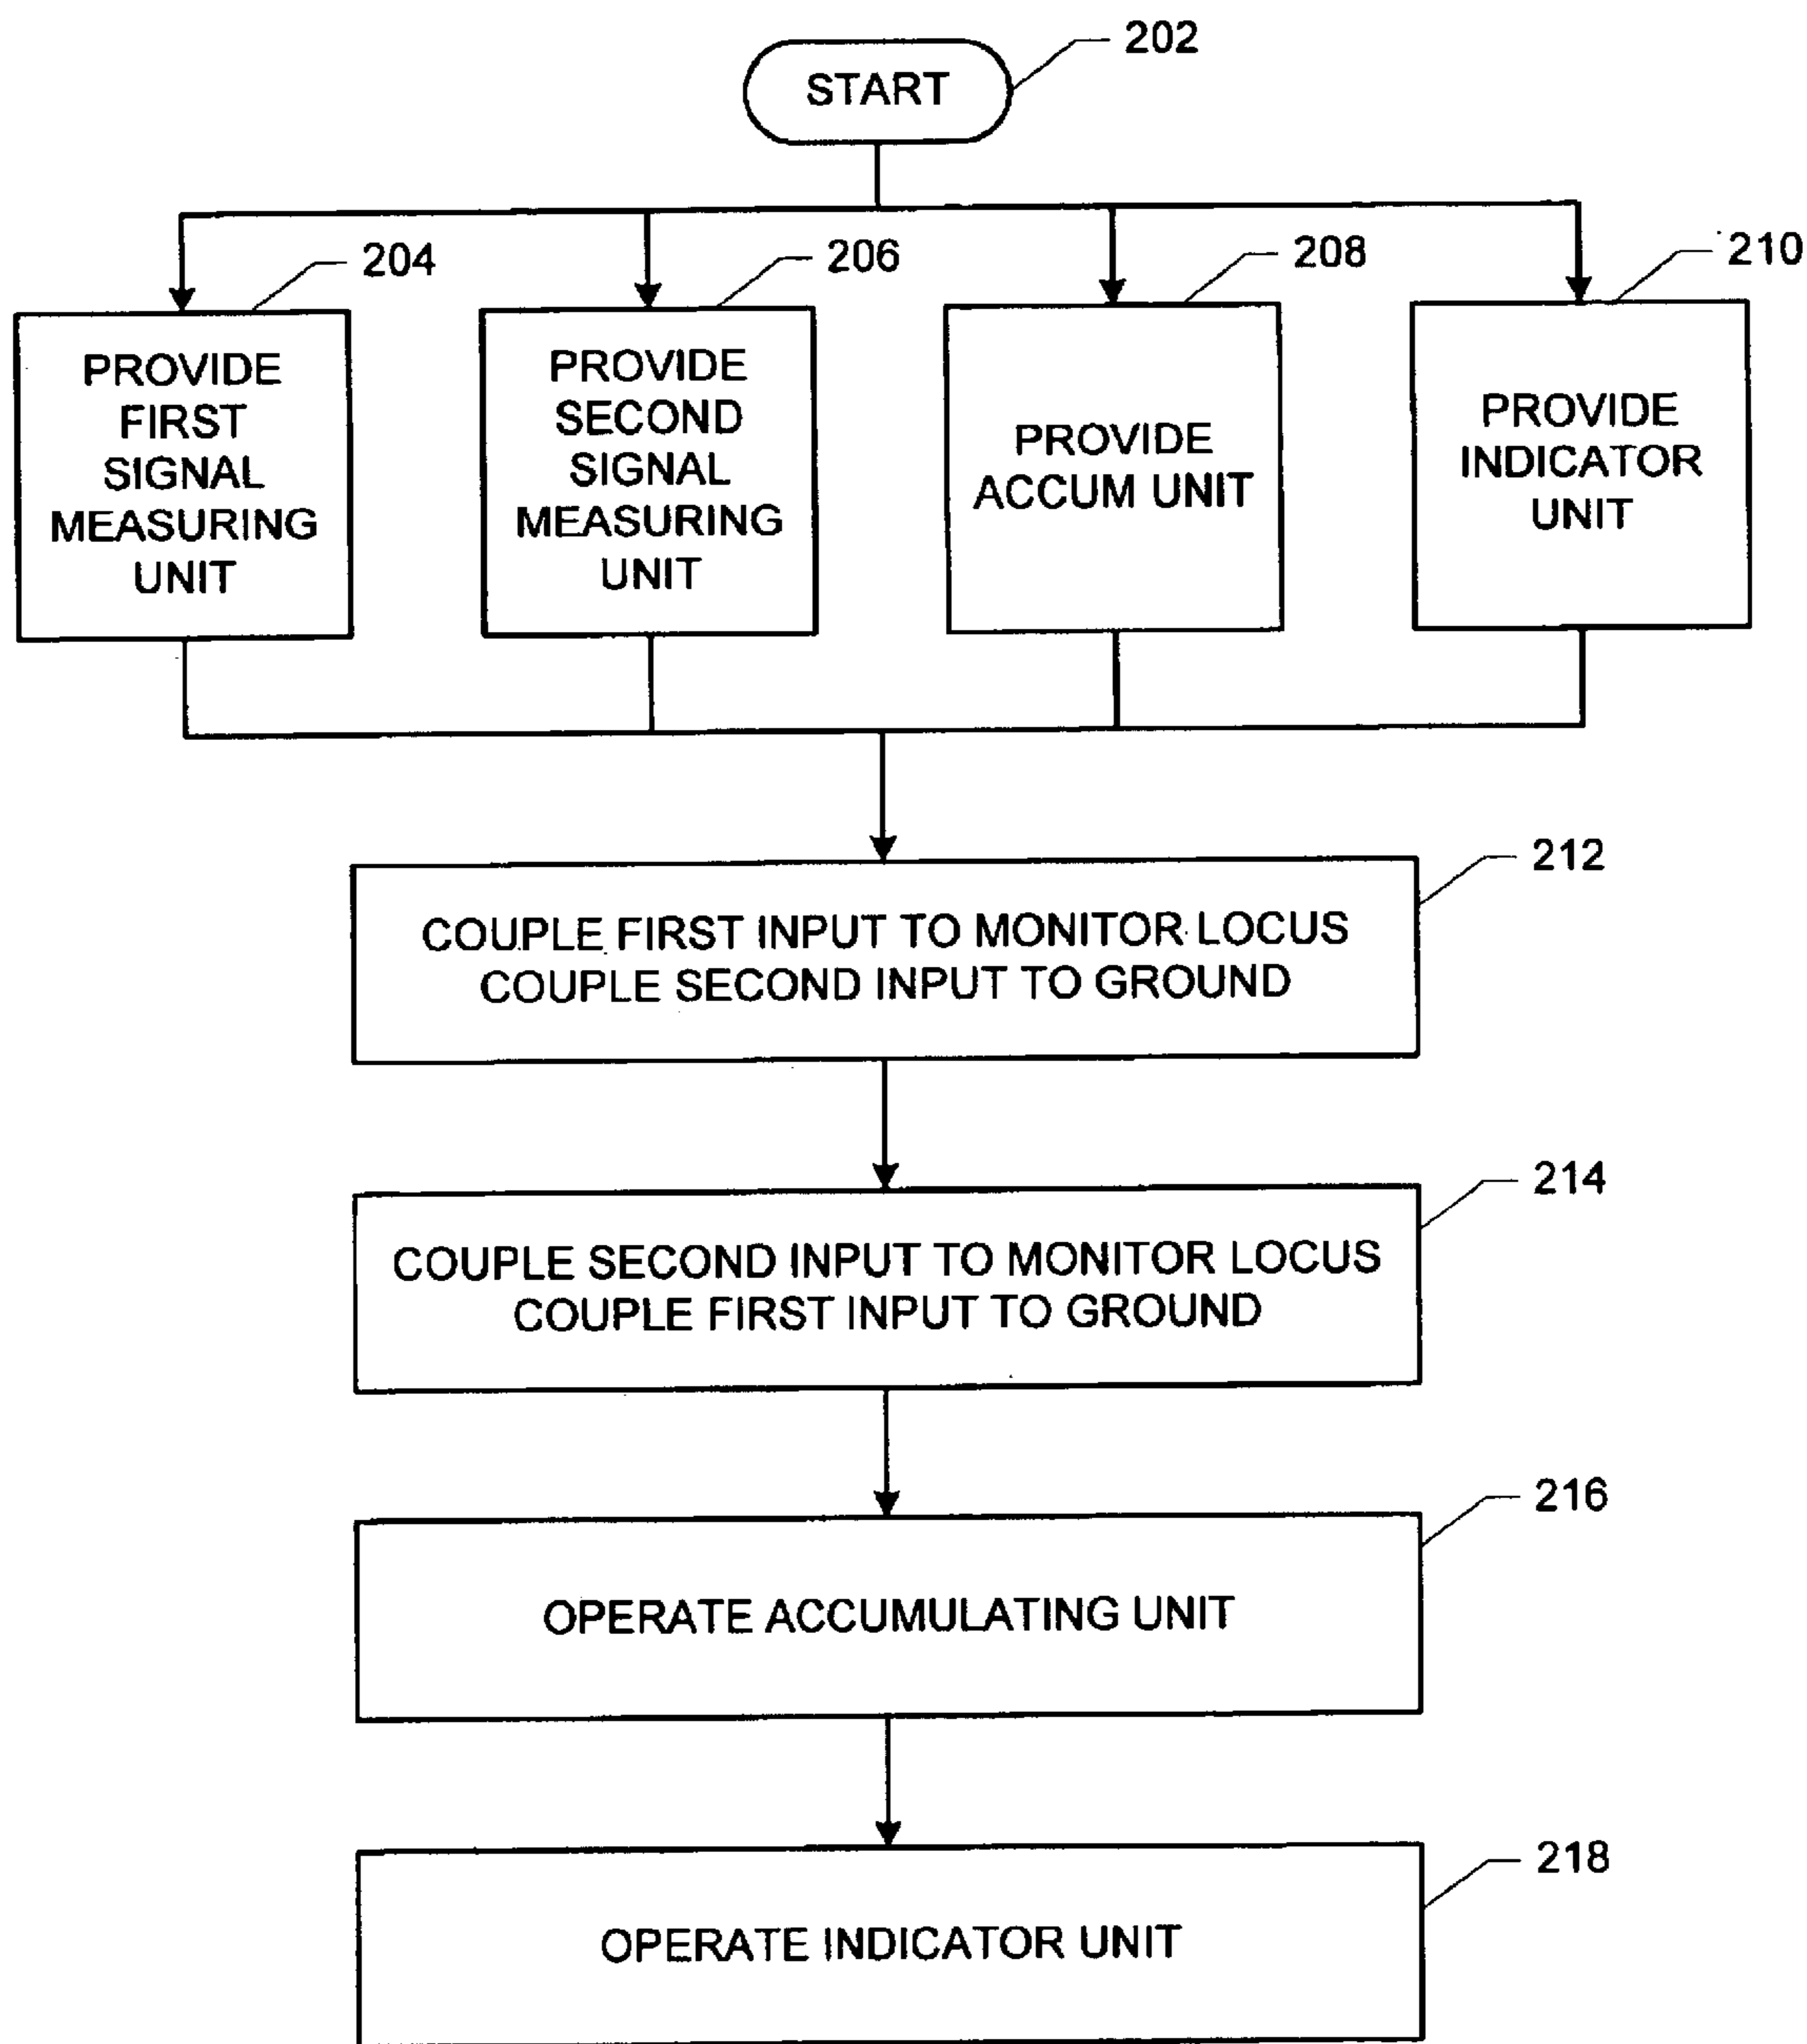 202
START
204
206
208
210
PROVIDE
FIRST
SIGNAL
MEASURING
UNIT
PROVIDE
SECOND
SIGNAL
MEASURING
UNIT
PROVIDE
ACCUM UNIT
PROVIDE
INDICATOR
UNIT
212
COUPLE FIRST INPUT TO MONITOR LOCUS
COUPLE SECOND INPUT TO GROUND
214
COUPLE SECOND INPUT TO MONITOR LOCUS
COUPLE FIRST INPUT TO GROUND
216
OPERATE ACCUMULATING UNIT
218
OPERATE INDICATOR UNIT